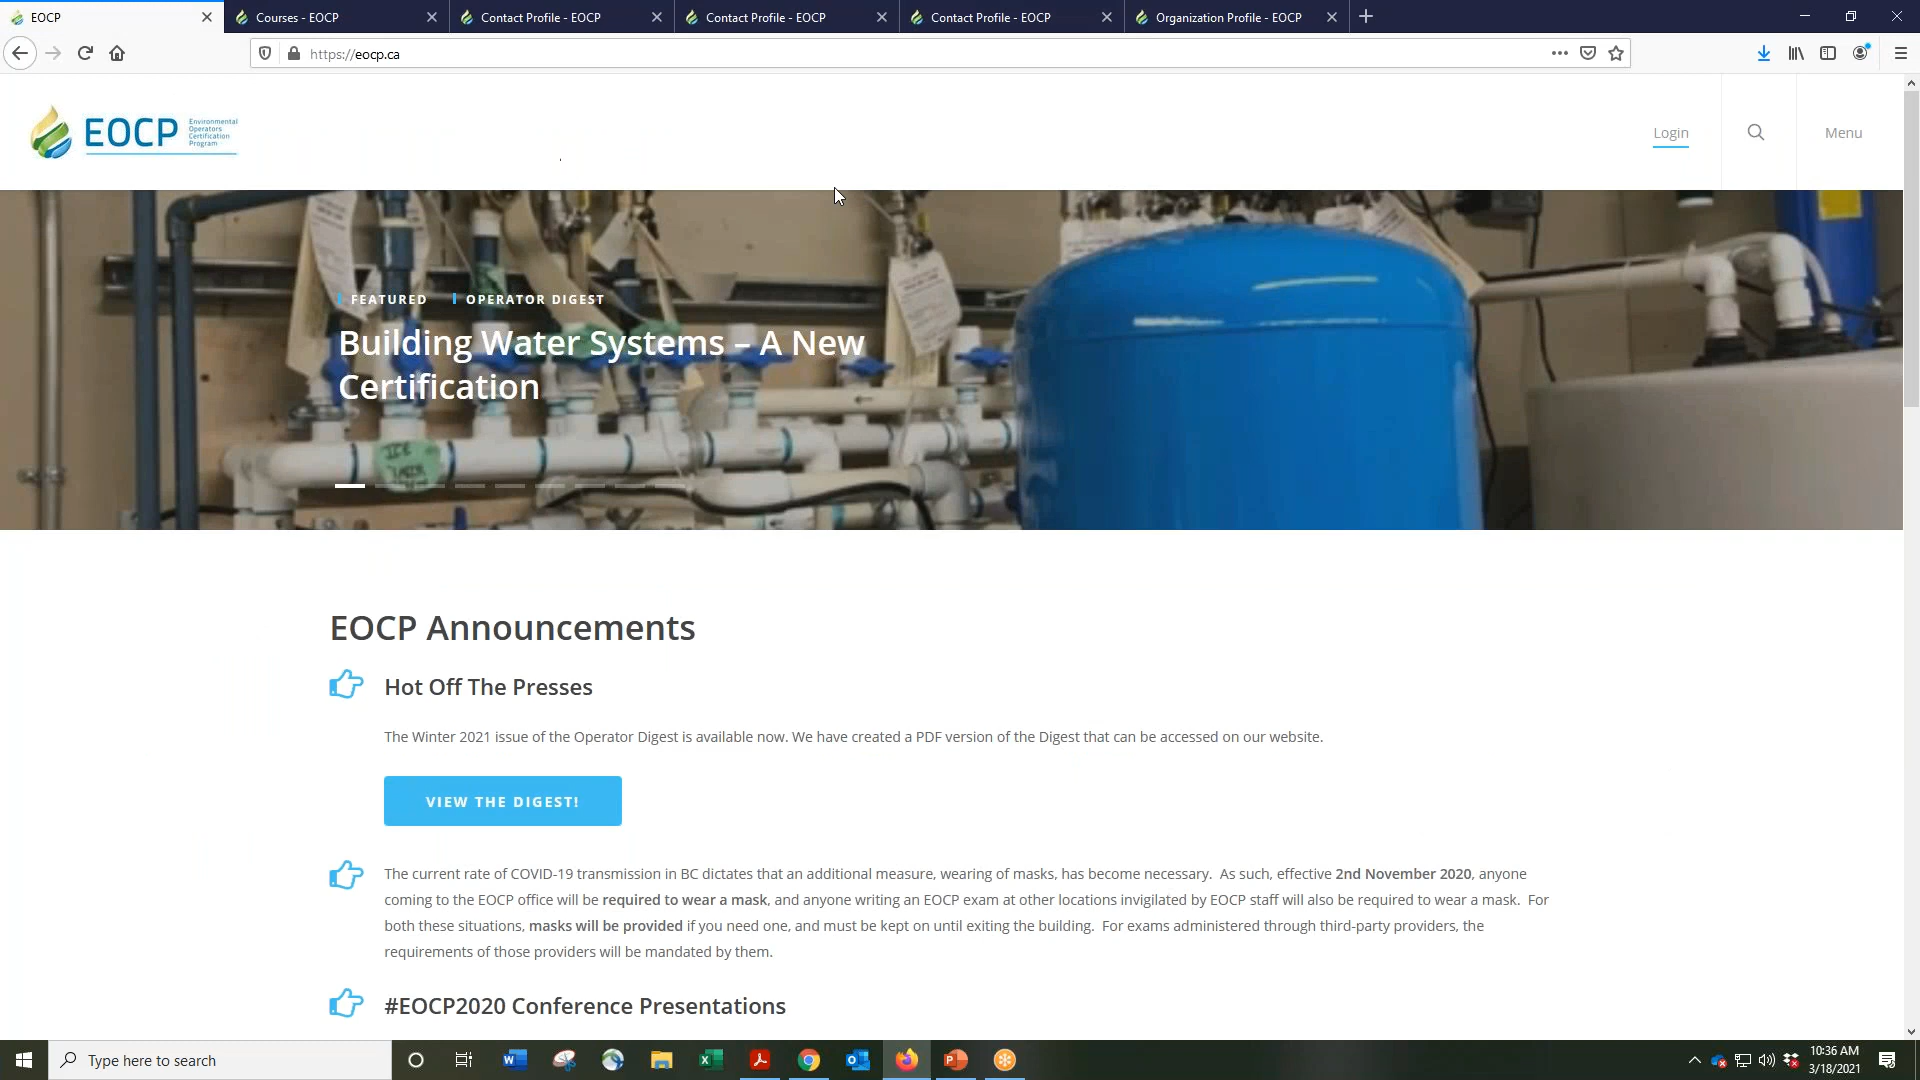 EOCP
Courses - EOCP
Contact Profile - EOCP
Contact Profile - EOCP
Contact Profile - EOCP
Organization Profile - EOCP
https://eocp.ca
EOCP
Environmental
Operators
Certification
Program
Login
Menu
FEATURED
OPERATOR DIGEST
Building Water Systems – A New
Certification
EOCP Announcements
Hot Off The Presses
The Winter 2021 issue of the Operator Digest is available now. We have created a PDF version of the Digest that can be accessed on our website.
VIEW THE DIGEST!
The current rate of COVID-19 transmission in BC dictates that an additional measure, wearing of masks, has become necessary. As such, effective 2nd November 2020, anyone
coming to the EOCP office will be required to wear a mask, and anyone writing an EOCP exam at other locations invigilated by EOCP staff will also be required to wear a mask. For
both these situations, masks will be provided if you need one, and must be kept on until exiting the building. For exams administered through third-party providers, the
requirements of those providers will be mandated by them.
#EOCP2020 Conference Presentations
Type here to search
10:36 AM
3/18/2021